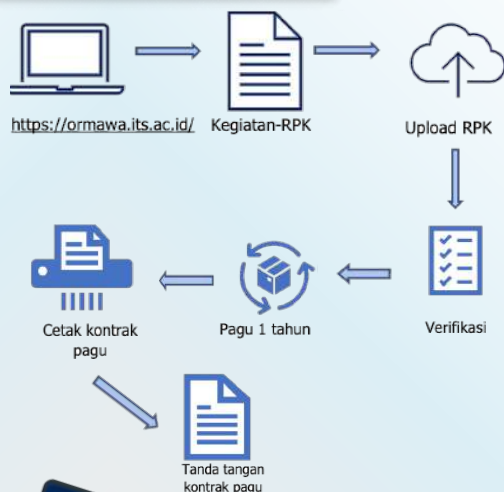 https://ormawa.its.ac.id/
Kegiatan-RPK
Upload RPK
Verifikasi
Pagu 1 tahun
Cetak kontrak
pagu
Tanda tangan
kontrak pagu